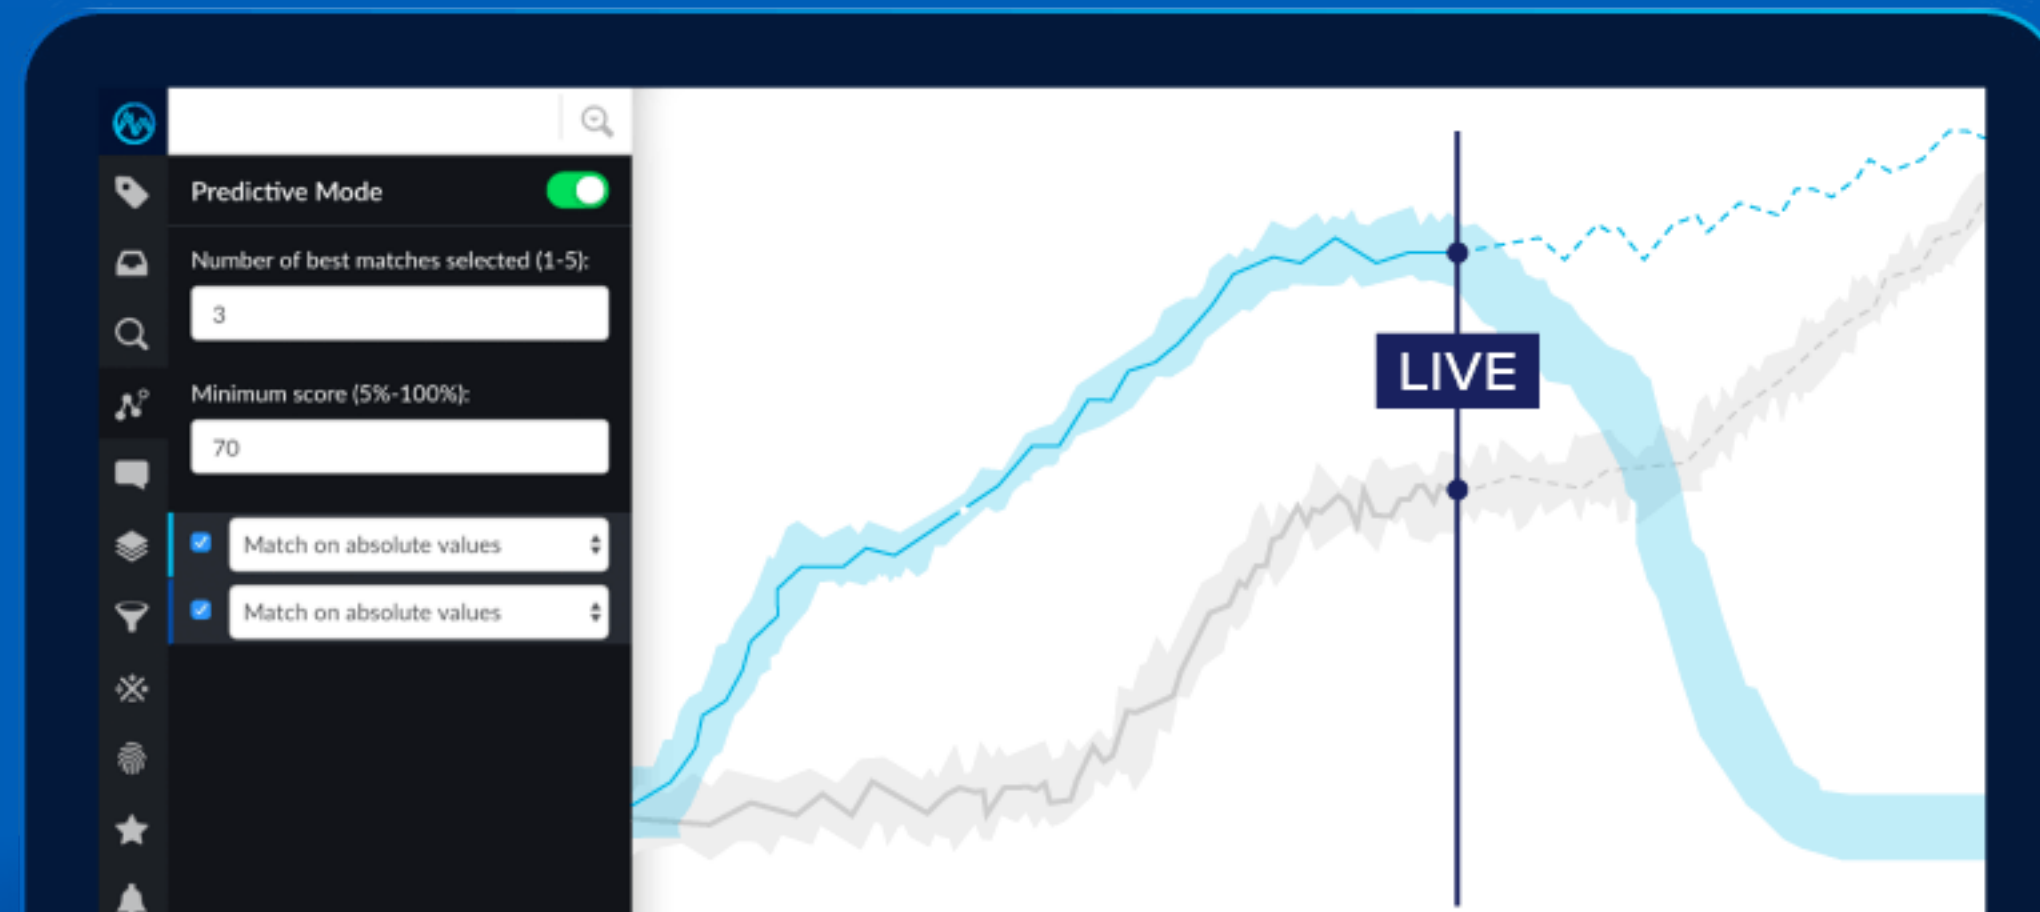 Predictive Mode
Number of best matches selected (1-5):
3
Minimum score (5%-100%):
70
Match on absolute values
Match on absolute values
LIVE